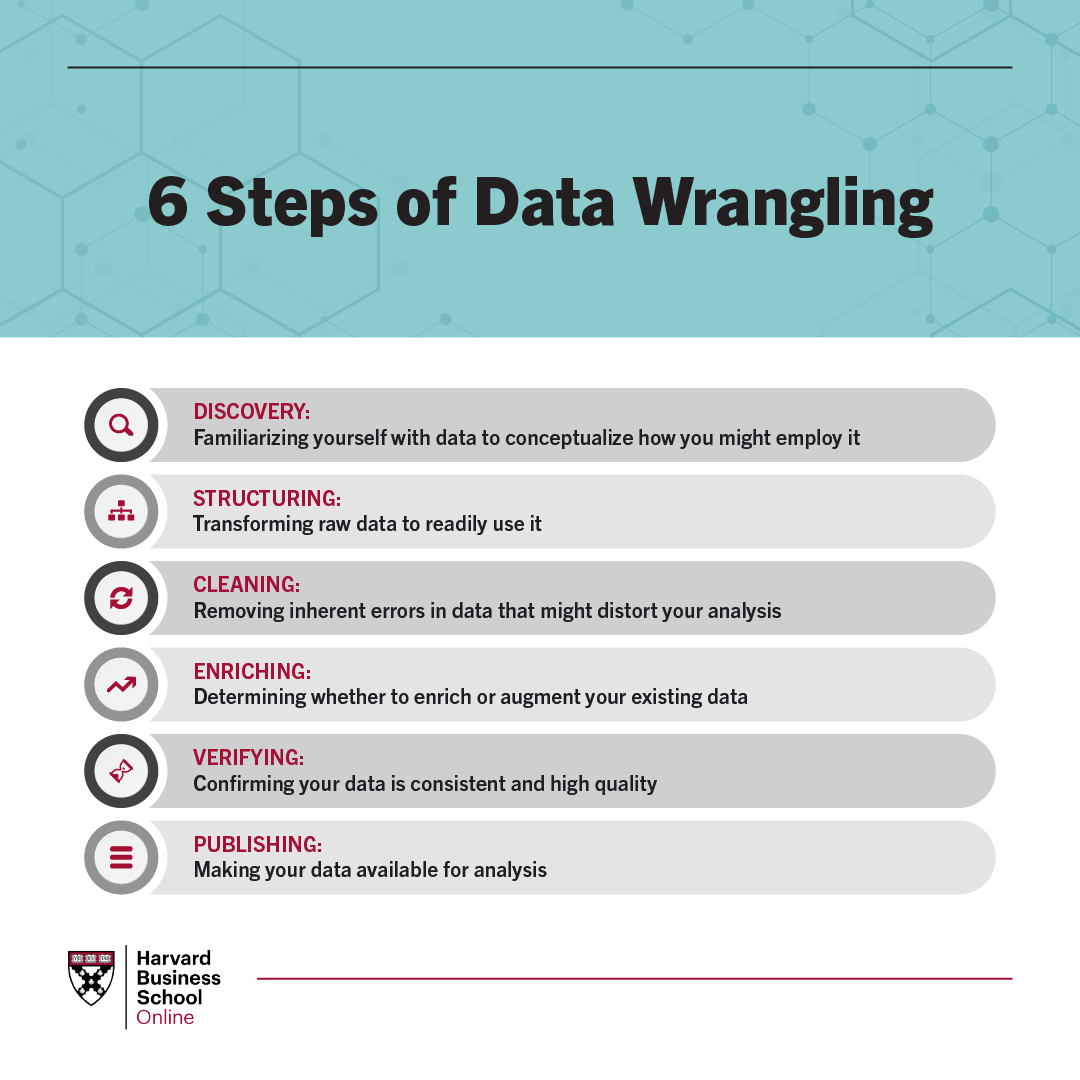 6 Steps of Data Wrangling
DISCOVERY:
Familiarizing yourself with data to conceptualize how you might employ it
STRUCTURING:
Transforming raw data to readily use it
CLEANING:
Removing inherent errors in data that might distort your analysis
ENRICHING:
Determining whether to enrich or augment your existing data
VERIFYING:
Confirming your data is consistent and high quality
PUBLISHING:
Making your data available for analysis
Harvard
Business
School
Online